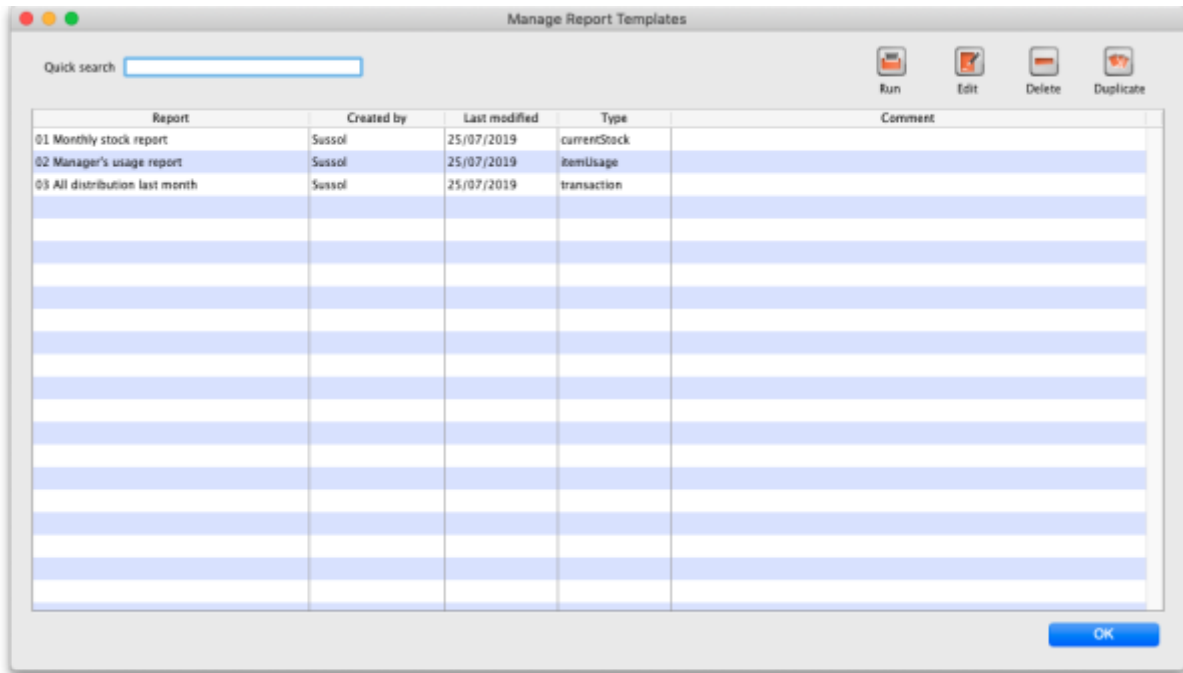 Manage Report Templates
Quick search
Run Edit Delete Duplicate
Report Created by Last modified Type Comment
01 Monthly stock report Sussol 25/07/2019 currentStock
02 Manager's usage report Sussol 25/07/2019 itemUsage
03 All distribution last month Sussol 25/07/2019 transaction
OK